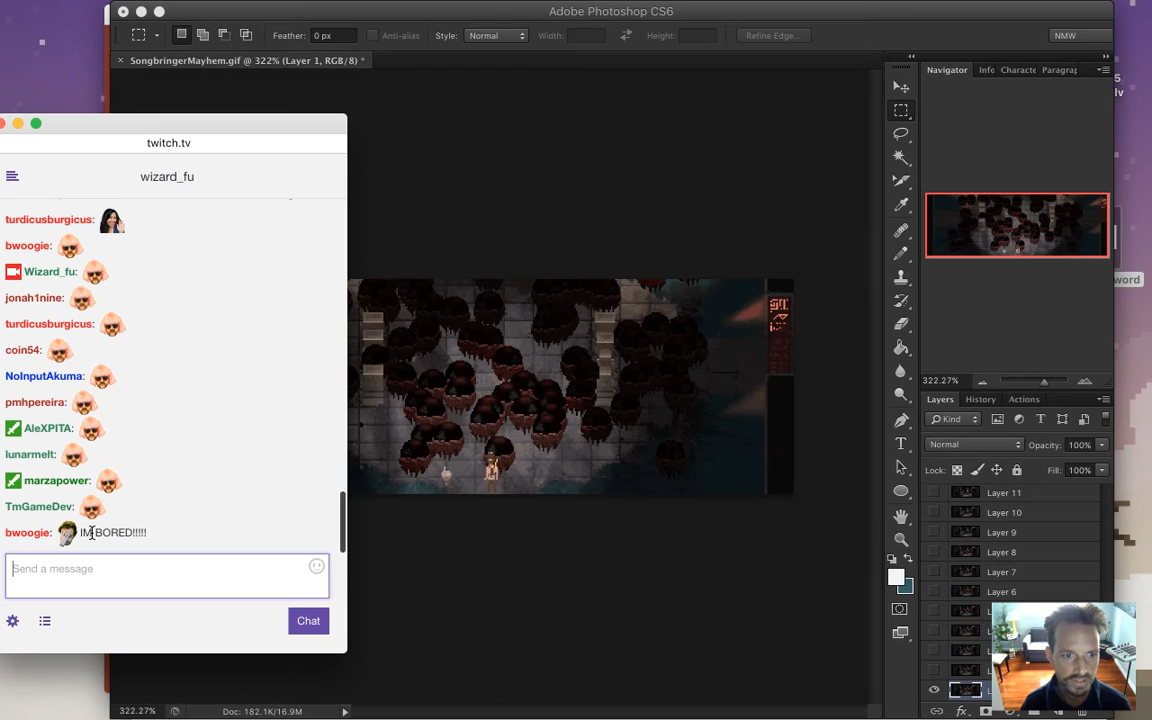 Adobe Photoshop CS6
Feather: 0 px Anti-alias Style: Normal Width: Height: Refine Edge... NMW
× SongbringerMayhem.gif @ 322% (Layer 1, RGB/8) *
Navigator Info Characte Paragrap
twitch.tv
wizard_fu
turdicusburgicus:
bwoogie:
Wizard_fu:
jonah1nine:
turdicusburgicus:
coin54:
NoInputAkuma:
pmhpereira:
AleXPITA:
lunarmelt:
marzapower:
TmGameDev:
bwoogie: IM BORED!!!!!
Send a message
Chat
322.27%
Layers History Actions
Kind
Normal Opacity: 100%
Lock: Fill: 100%
Layer 11
Layer 10
Layer 9
Layer 8
Layer 7
Layer 6
322.27% Doc: 182.1K/16.9M
5
lv
word